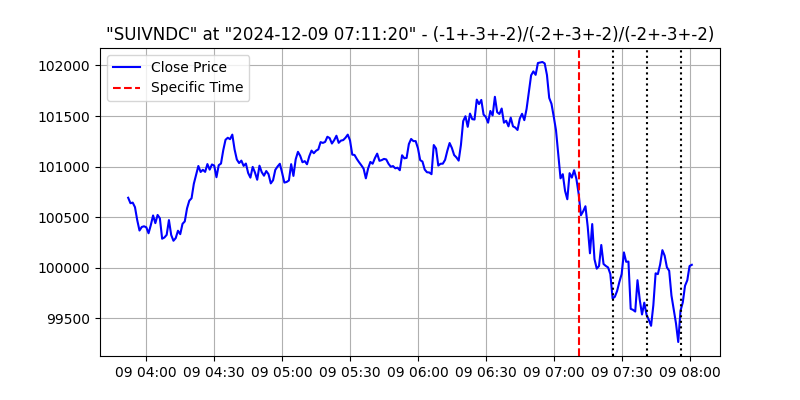 "SUIVNDC" at "2024-12-09 07:11:20" - (-1+-3+-2)/(-2+-3+-2)/(-2+-3+-2)
Close Price
Specific Time
102000
101500
101000
100500
100000
99500
09 04:00 09 04:30 09 05:00 09 05:30 09 06:00 09 06:30 09 07:00 09 07:30 09 08:00